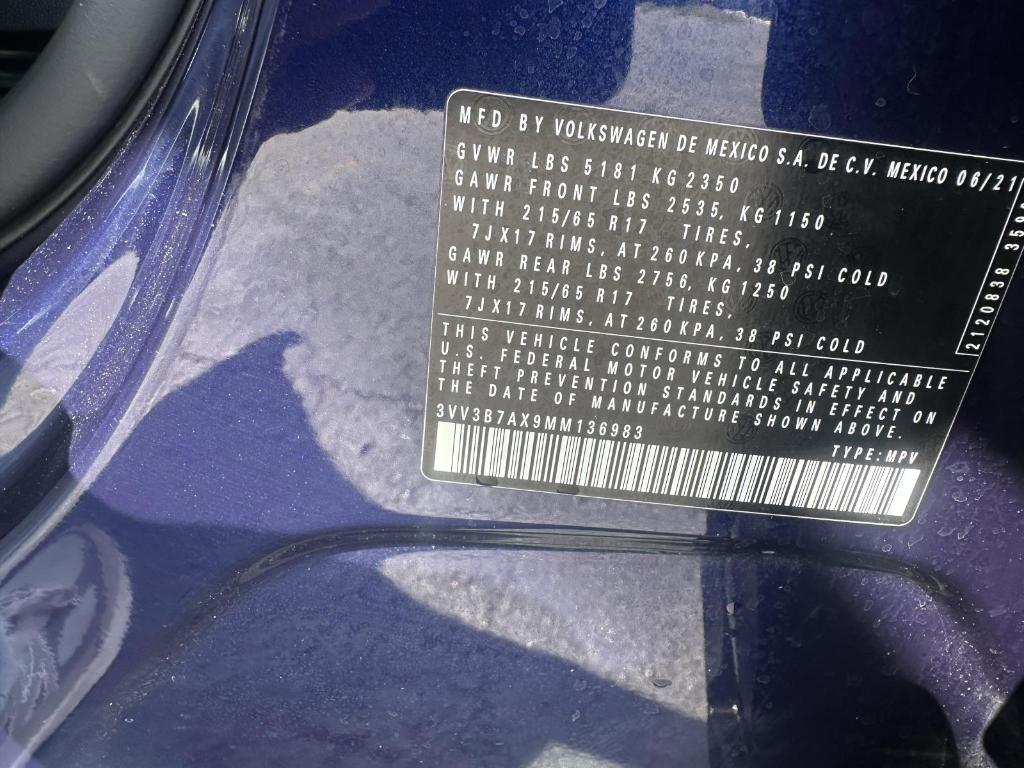 MFD BY VOLKSWAGEN DE MEXICO S.A. DE C.V. MEXICO 06/21
GVWR LBS 5181 KG 2350
GAWR FRONT LBS 2535, KG 1150
WITH 215/65 R17 TIRES,
7JX17 RIMS, AT 260 KPA, 38 PSI COLD
GAWR REAR LBS 2756, KG 1250
WITH 215/65 R17 TIRES,
7JX17 RIMS, AT 260 KPA, 38 PSI COLD
THIS VEHICLE CONFORMS TO ALL APPLICABLE
U.S. FEDERAL MOTOR VEHICLE SAFETY AND
THEFT PREVENTION STANDARDS IN EFFECT ON
THE DATE OF MANUFACTURE SHOWN ABOVE.
3VV3B7AX9MM136983
TYPE: MPV
2120838